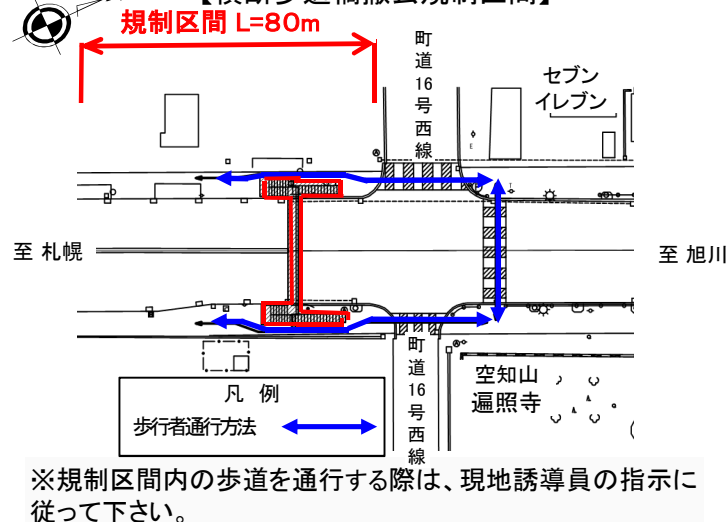 【横断歩道橋撤去規制区間】
規制区間 L=80m
町道16号西線
セブン
イレブン
至 札幌
至 旭川
町道16号西線
空知山
遍照寺
凡 例
歩行者通行方法
※規制区間内の歩道を通行する際は、現地誘導員の指示に
従って下さい。